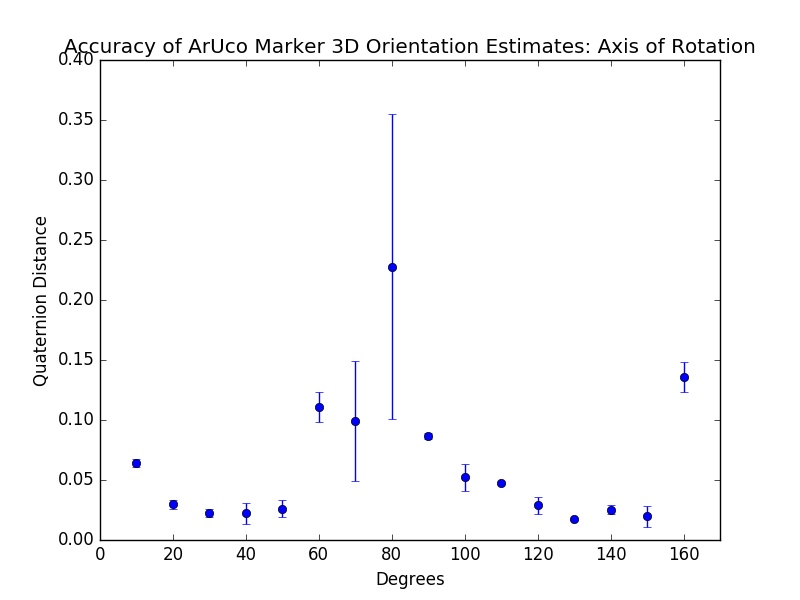 Accuracy of ArUco Marker 3D Orientation Estimates: Axis of Rotation
0.40
0.35
0.30
0.25
0.20
0.15
0.10
0.05
0.00
Quaternion Distance
0 20 40 60 80 100 120 140 160
Degrees